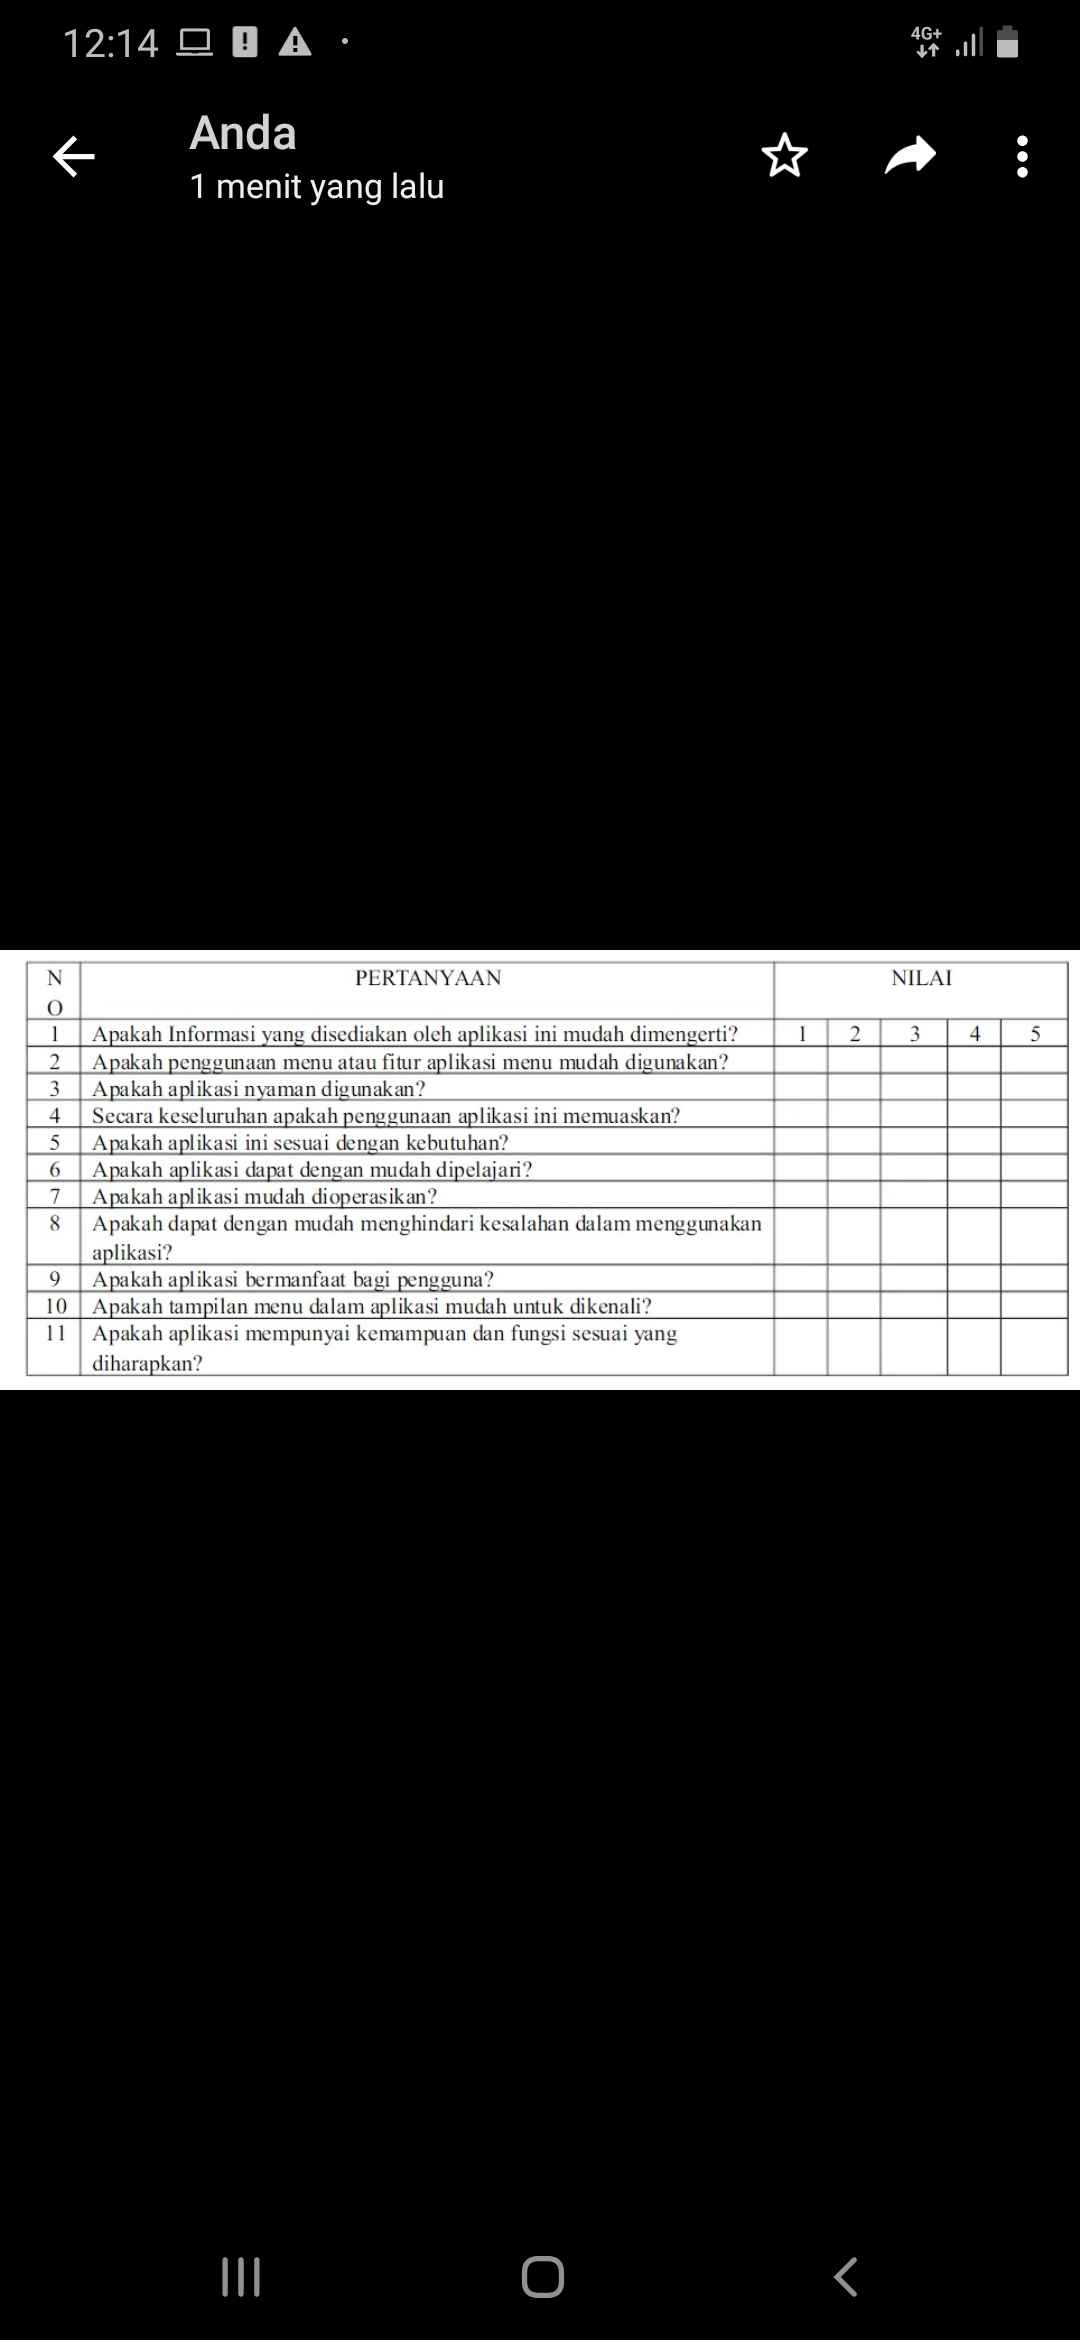 12:14
4G+
Anda
1 menit yang lalu
NO PERTANYAAN NILAI
1 Apakah Informasi yang disediakan oleh aplikasi ini mudah dimengerti? 1 2 3 4 5
2 Apakah penggunaan menu atau fitur aplikasi menu mudah digunakan?
3 Apakah aplikasi nyaman digunakan?
4 Secara keseluruhan apakah penggunaan aplikasi ini memuaskan?
5 Apakah aplikasi ini sesuai dengan kebutuhan?
6 Apakah aplikasi dapat dengan mudah dipelajari?
7 Apakah aplikasi mudah dioperasikan?
8 Apakah dapat dengan mudah menghindari kesalahan dalam menggunakan
aplikasi?
9 Apakah aplikasi bermanfaat bagi pengguna?
10 Apakah tampilan menu dalam aplikasi mudah untuk dikenali?
11 Apakah aplikasi mempunyai kemampuan dan fungsi sesuai yang
diharapkan?